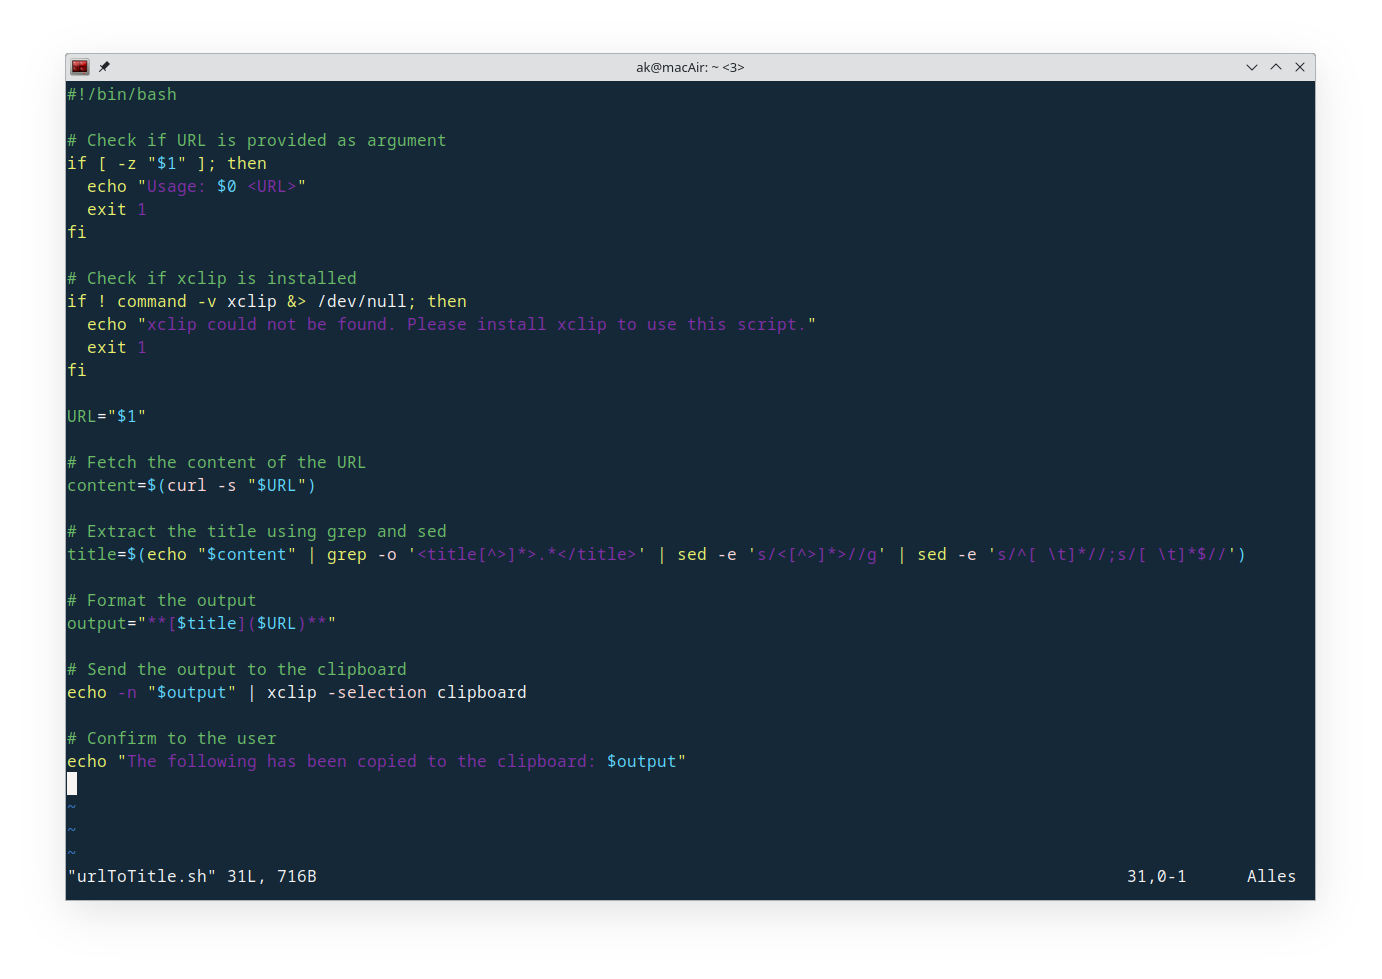 ak@macAir: ~ <3>
#!/bin/bash
# Check if URL is provided as argument
if [ -z "$1" ]; then
  echo "Usage: $0 <URL>"
  exit 1
fi
# Check if xclip is installed
if ! command -v xclip &> /dev/null; then
  echo "xclip could not be found. Please install xclip to use this script."
  exit 1
fi
URL="$1"
# Fetch the content of the URL
content=$(curl -s "$URL")
# Extract the title using grep and sed
title=$(echo "$content" | grep -o '<title[^>]*>.*</title>' | sed -e 's/<[^>]*>//g' | sed -e 's/^[ \t]*//;s/[ \t]*$//')
# Format the output
output="**[$title]($URL)**"
# Send the output to the clipboard
echo -n "$output" | xclip -selection clipboard
# Confirm to the user
echo "The following has been copied to the clipboard: $output"
~
~
~
"urlToTitle.sh" 31L, 716B 31,0-1 Alles